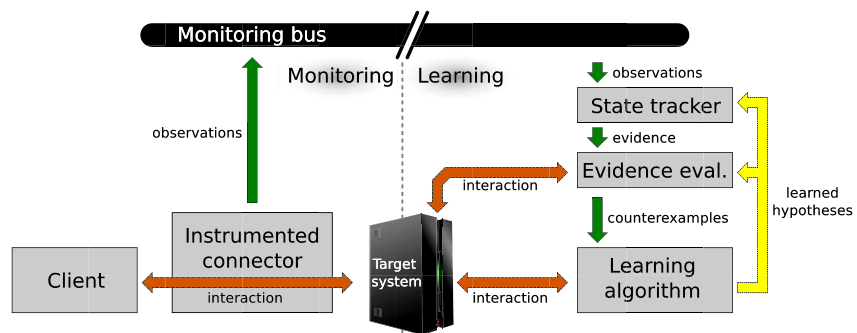 Monitoring bus
Monitoring
Learning
observations
observations
State tracker
evidence
Evidence eval.
interaction
learned
hypotheses
counterexamples
Instrumented
connector
Client
interaction
Target
system
interaction
Learning
algorithm